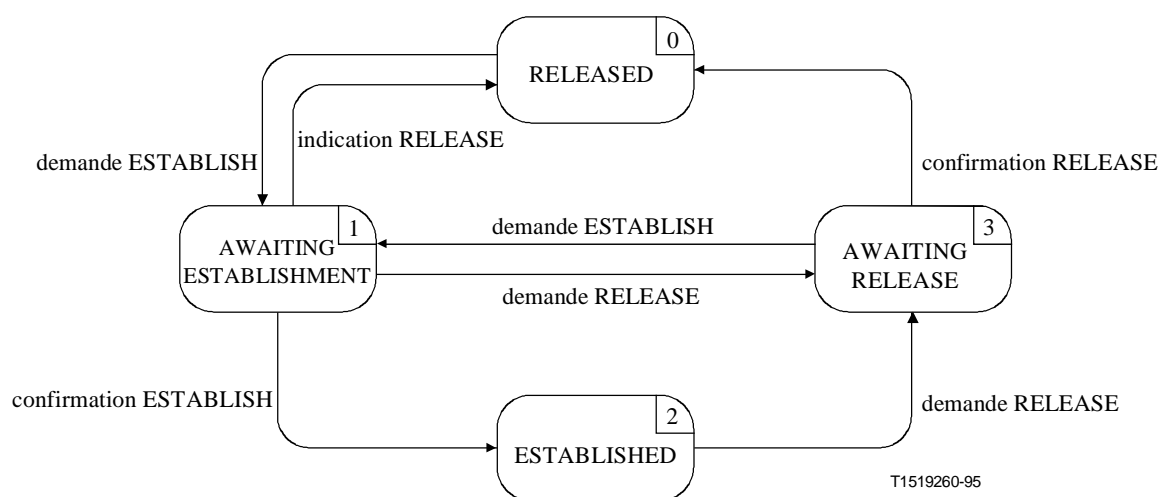 0
RELEASED
indication RELEASE
demande ESTABLISH
confirmation RELEASE
1
AWAITING
ESTABLISHMENT
demande ESTABLISH
demande RELEASE
3
AWAITING
RELEASE
confirmation ESTABLISH
2
ESTABLISHED
demande RELEASE
T1519260-95